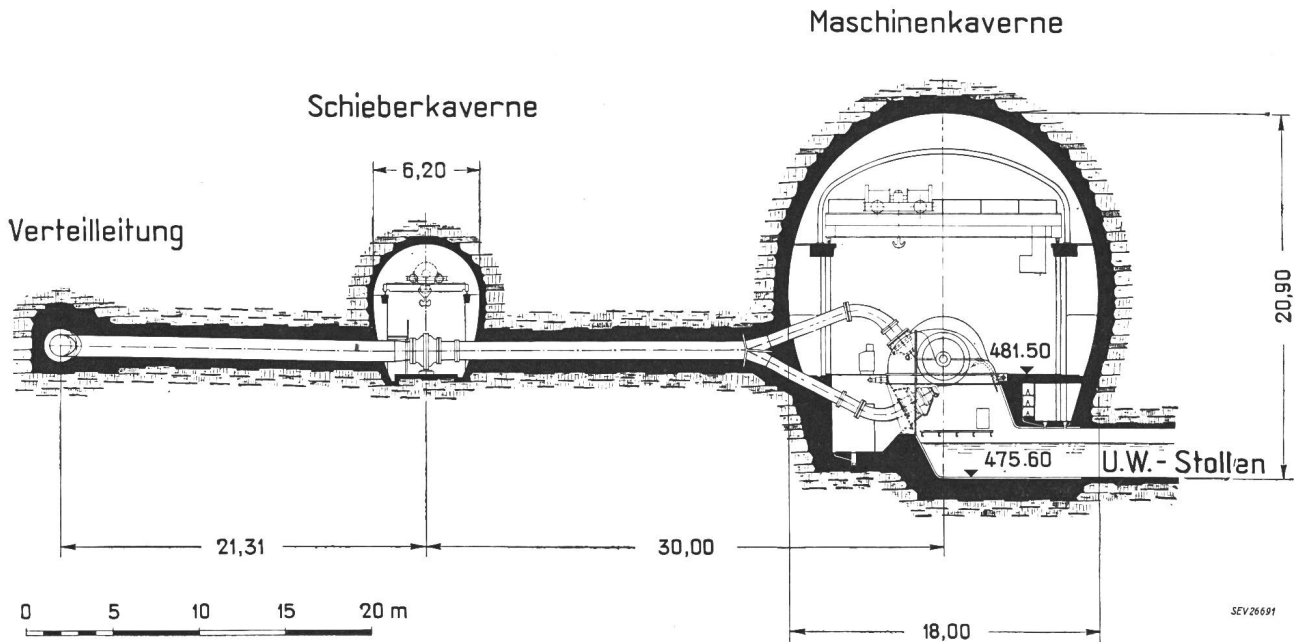 Maschinenkaverne
Schieberkaverne
6,20
Verteilleitung
20,90
481.50
475.60
U.W.-Stollen
21,31
30,00
0 5 10 15 20 m
18,00
SEV26691